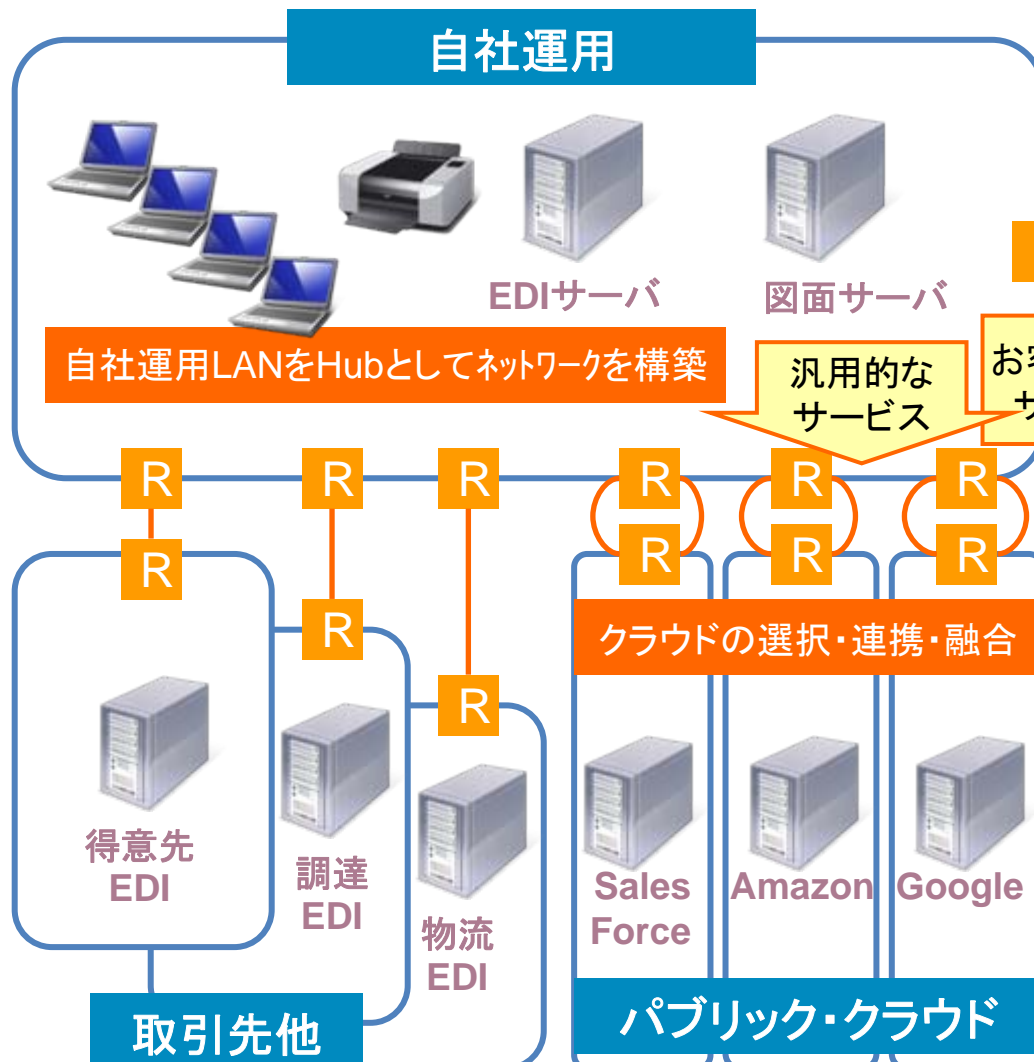 自社運用
EDIサーバ
図面サーバ
自社運用LANをHubとしてネットワークを構築
汎用的な
サービス
お
サ
R
R
R
R
R
R
R
R
R
R
R
R
クラウドの選択・連携・融合
得意先
EDI
調達
EDI
物流
EDI
Sales
Force
Amazon
Google
取引先他
パブリック・クラウド